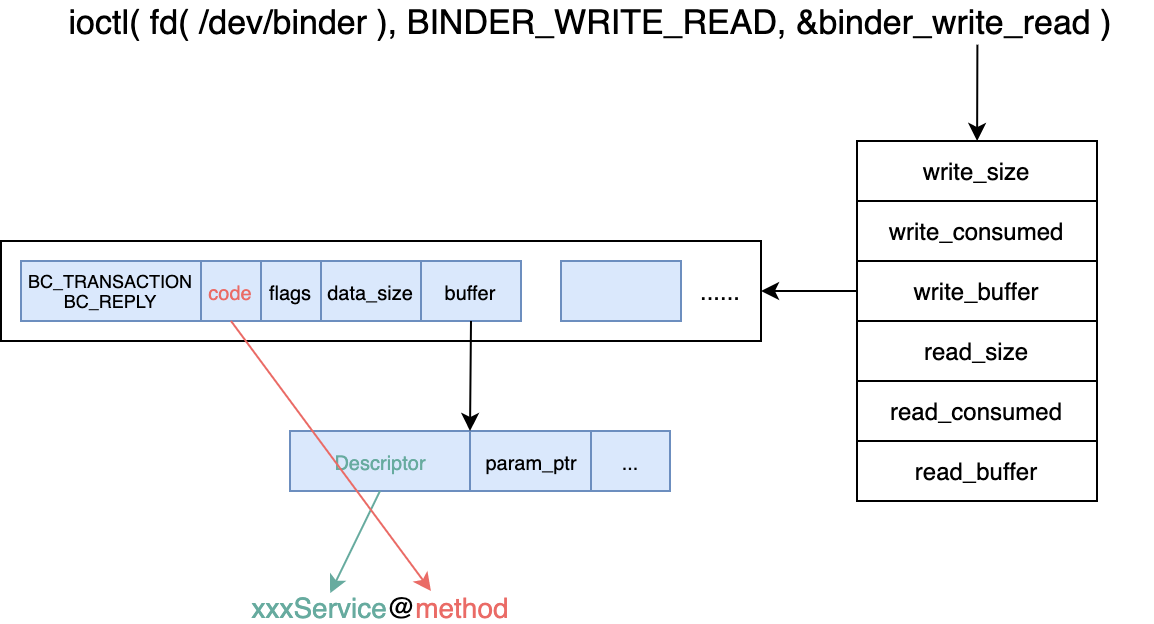 ioctl( fd( /dev/binder ), BINDER_WRITE_READ, &binder_write_read )
write_size
write_consumed
write_buffer
read_size
read_consumed
read_buffer
BC_TRANSACTION
BC_REPLY
code
flags
data_size
buffer
......
Descriptor
param_ptr
...
xxxService@method